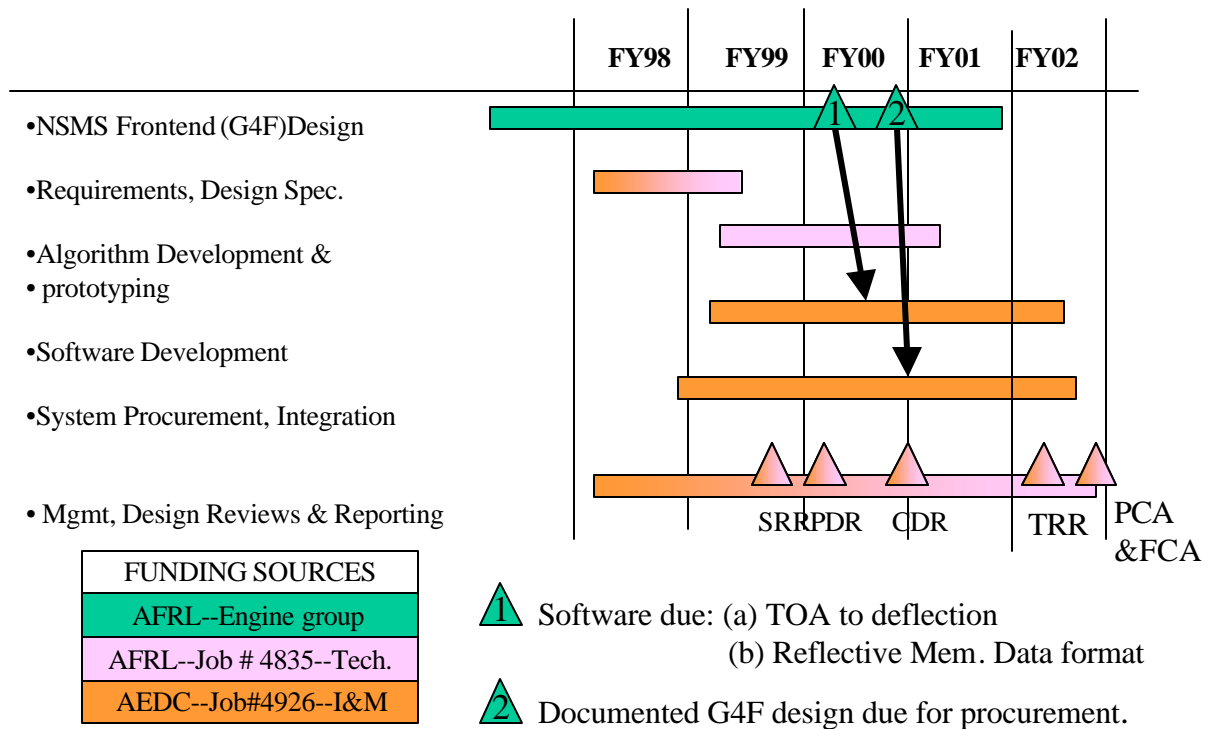 FY98 FY99 FY00 FY01 FY02
•NSMS Frontend (G4F)Design
1 2
•Requirements, Design Spec.
•Algorithm Development &
• prototyping
•Software Development
•System Procurement, Integration
• Mgmt, Design Reviews & Reporting
SRR PDR CDR TRR PCA
&FCA
FUNDING SOURCES
AFRL--Engine group
AFRL--Job # 4835--Tech.
AEDC--Job#4926--I&M
1 Software due: (a) TOA to deflection
(b) Reflective Mem. Data format
2 Documented G4F design due for procurement.